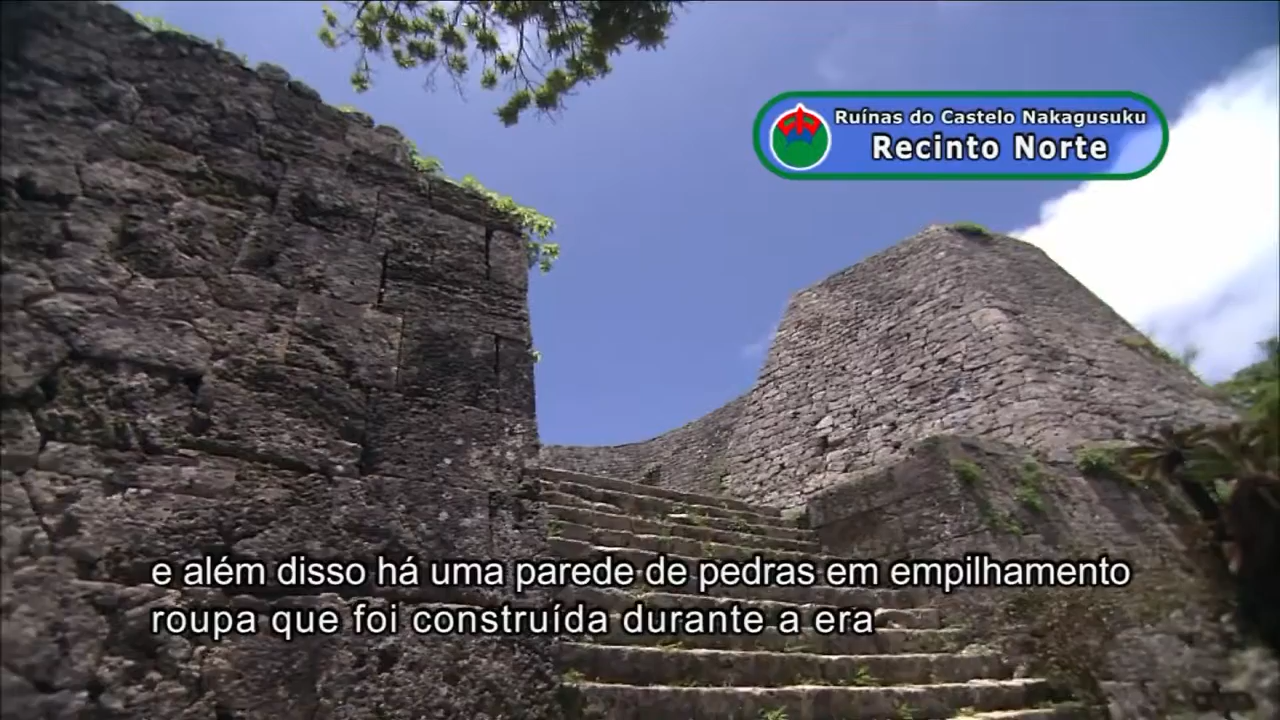 Ruínas do Castelo Nakagusuku
Recinto Norte
e além disso há uma parede de pedras em empilhamento
roupa que foi construída durante a era